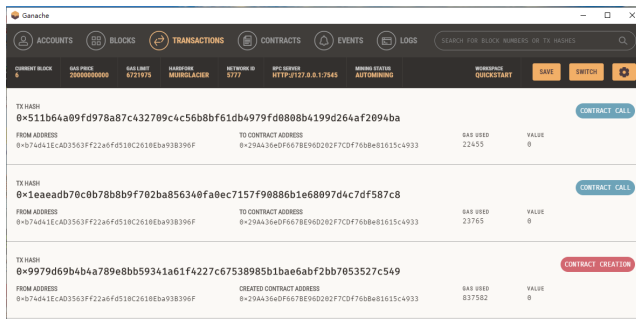 Ganache
ACCOUNTS BLOCKS TRANSACTIONS CONTRACTS EVENTS LOGS SEARCH FOR BLOCK NUMBERS OR TX HASHES
CURRENT BLOCK GAS PRICE GAS LIMIT HARDFORK NETWORK ID RPC SERVER MINING STATUS WORKSPACE
6 20000000000 6721975 MUIRGLACIER 5777 HTTP://127.0.0.1:7545 AUTOMINING QUICKSTART SAVE SWITCH
TX HASH
0×511b64a09fd978a87c432709c4c56b8bf61db4979fd0808b4199d264af2094ba CONTRACT CALL
FROM ADDRESS TO CONTRACT ADDRESS GAS USED VALUE
0×b74d41EcAD3563Ff22a6fd510C2610Eba93B396F 0×29A436eDF667BE96D202F7CDf76bBe81615c4933 22455 0
TX HASH
0×1eaeadb70c0b78b8b9f702ba856340fa0ec7157f90886b1e68097d4c7df587c8 CONTRACT CALL
FROM ADDRESS TO CONTRACT ADDRESS GAS USED VALUE
0×b74d41EcAD3563Ff22a6fd510C2610Eba93B396F 0×29A436eDF667BE96D202F7CDf76bBe81615c4933 23765 0
TX HASH
0×9979d69b4b4a789e8bb59341a61f4227c67538985b1bae6abf2bb7053527c549 CONTRACT CREATION
FROM ADDRESS CREATED CONTRACT ADDRESS GAS USED VALUE
0×b74d41EcAD3563Ff22a6fd510C2610Eba93B396F 0×29A436eDF667BE96D202F7CDf76bBe81615c4933 837582 0